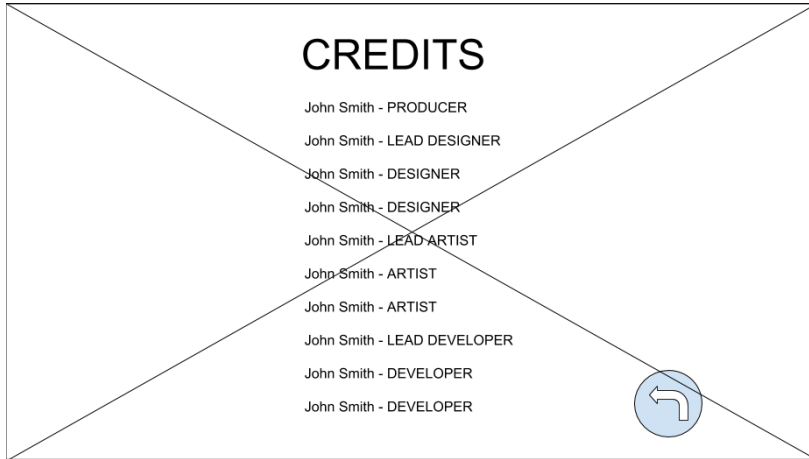 CREDITS
John Smith - PRODUCER
John Smith - LEAD DESIGNER
John Smith - DESIGNER
John Smith - DESIGNER
John Smith - LEAD ARTIST
John Smith - ARTIST
John Smith - ARTIST
John Smith - LEAD DEVELOPER
John Smith - DEVELOPER
John Smith - DEVELOPER